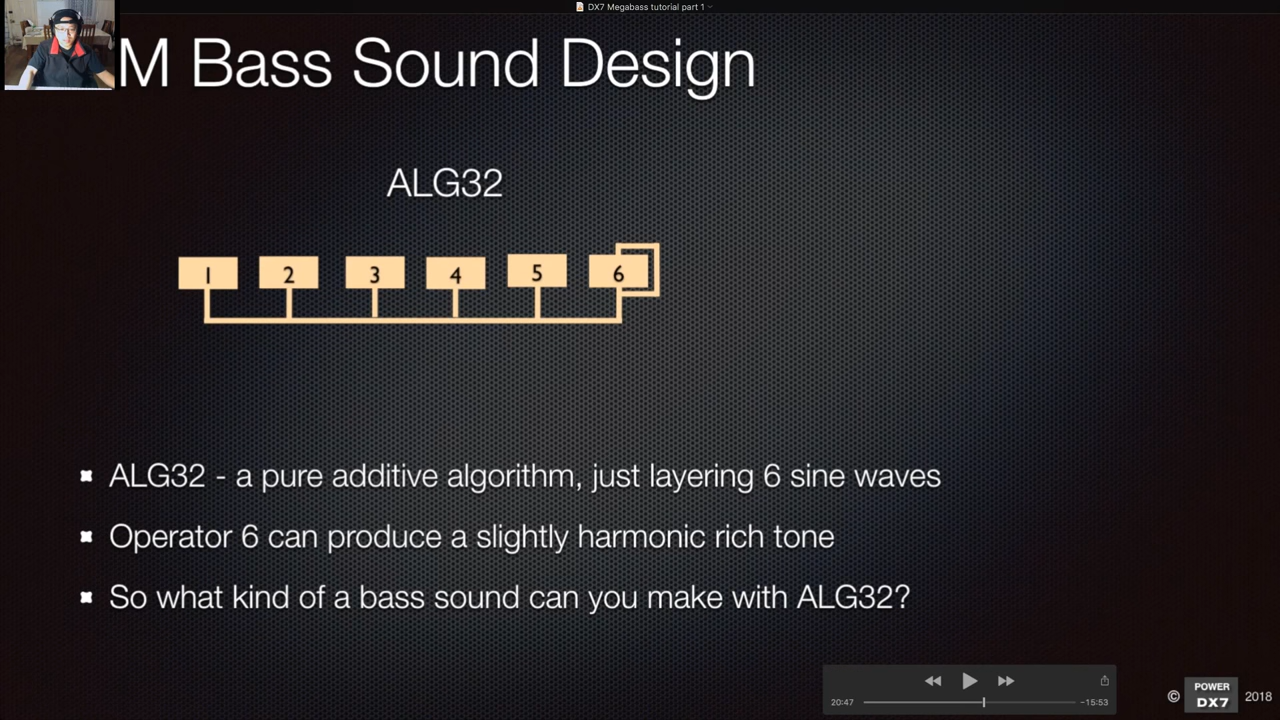 DX7 Megabass tutorial part 1
M Bass Sound Design
ALG32
1 2 3 4 5 6
ALG32 - a pure additive algorithm, just layering 6 sine waves
Operator 6 can produce a slightly harmonic rich tone
So what kind of a bass sound can you make with ALG32?
20:47 -15:53
© POWER DX7 2018